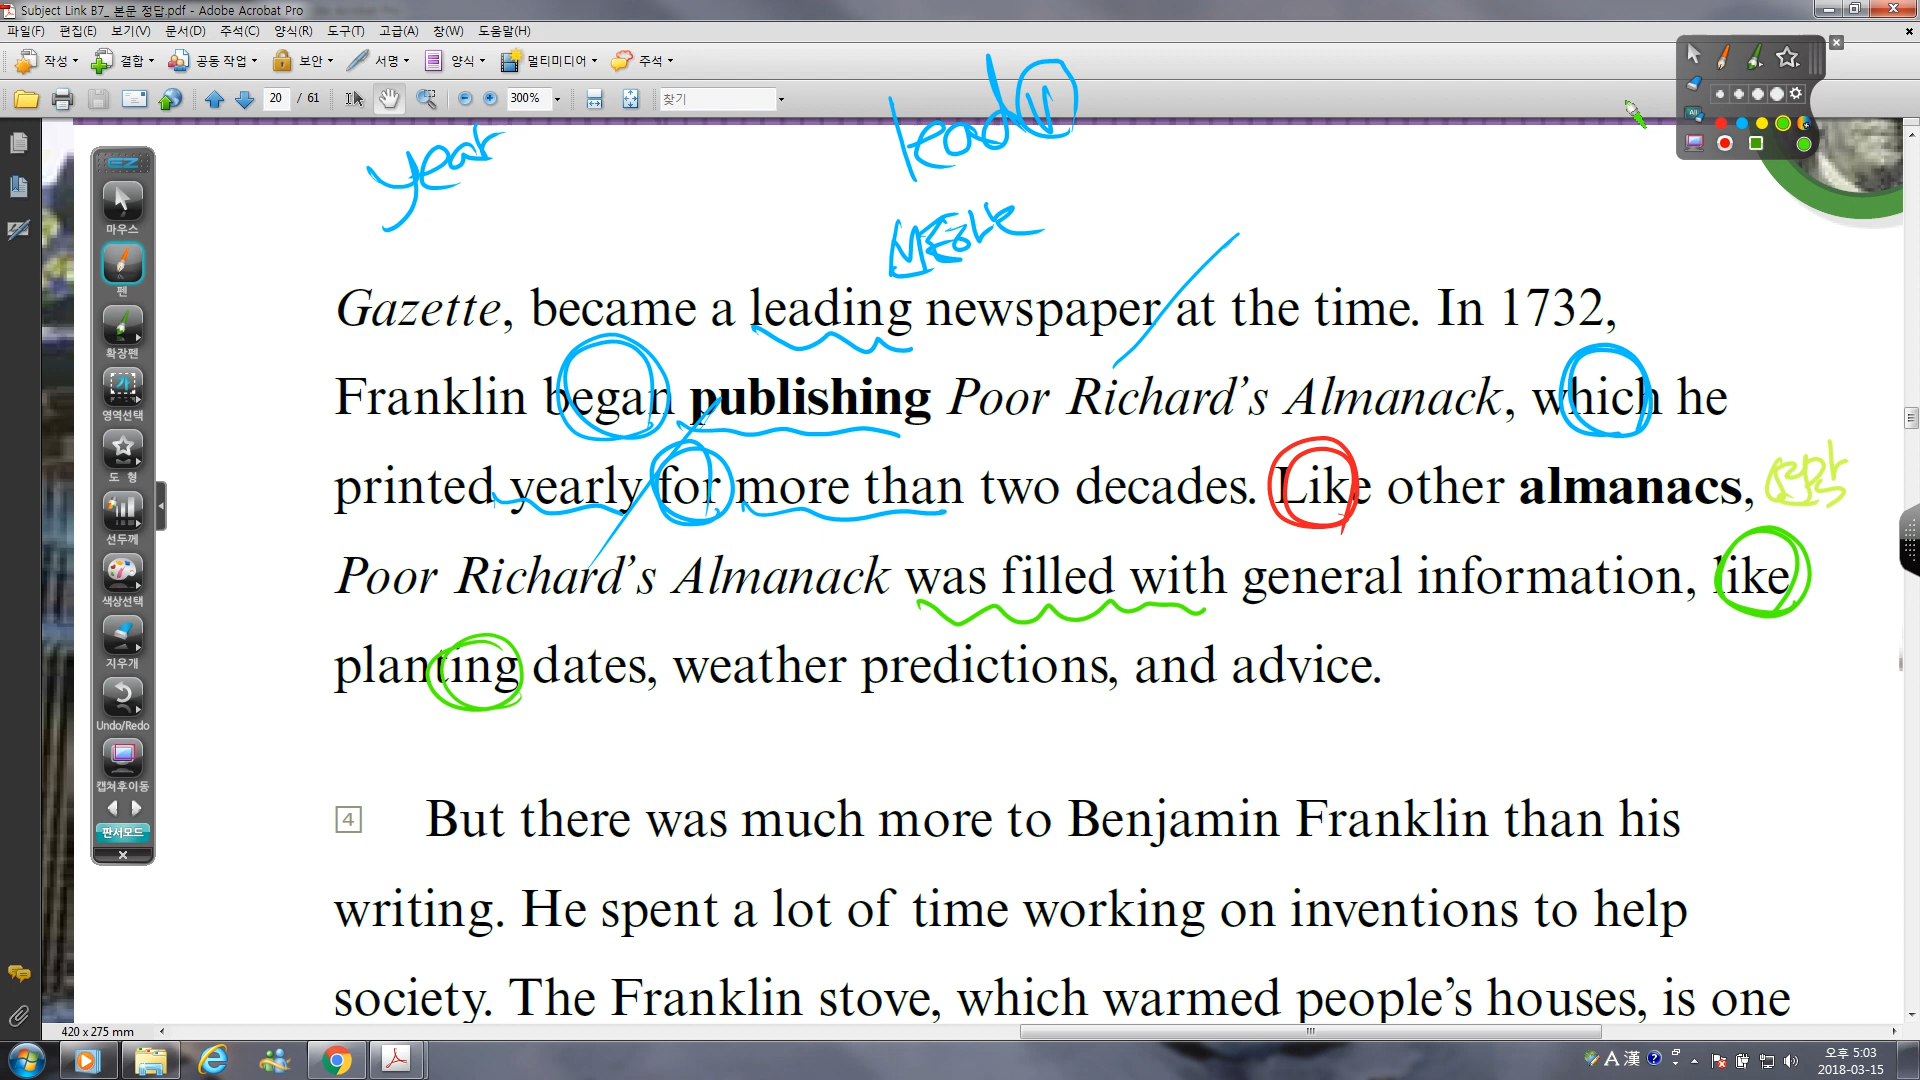 Subject Link B7_ 본문 정답.pdf - Adobe Acrobat Pro
파일(F) 편집(E) 보기(V) 문서(D) 주석(C) 양식(R) 도구(T) 고급(A) 창(W) 도움말(H)
작성 결합 공동 작업 보안 서명 양식 멀티미디어 주석
20 / 61 300% 찾기
year
lead v
Gazette, became a leading newspaper at the time. In 1732,
Franklin began publishing Poor Richard’s Almanack, which he
printed yearly for more than two decades. Like other almanacs,
Poor Richard’s Almanack was filled with general information, like
planting dates, weather predictions, and advice.
4 But there was much more to Benjamin Franklin than his
writing. He spent a lot of time working on inventions to help
society. The Franklin stove, which warmed people’s houses, is one
EZ
마우스
펜
확장펜
영역선택
도 형
선두께
색상선택
지우개
Undo/Redo
캡쳐후이동
판서모드
420 x 275 mm
A 漢
오후 5:03
2018-03-15